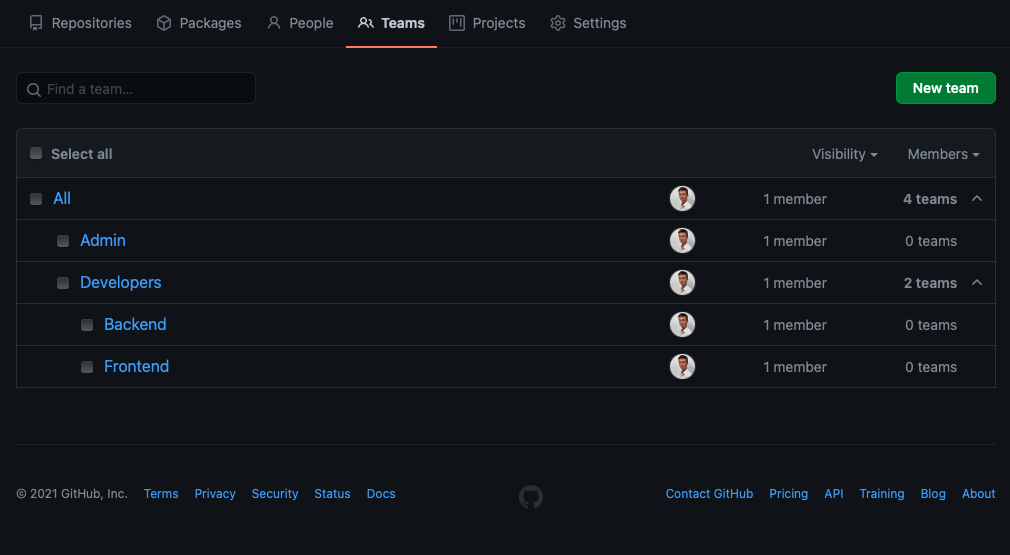 Repositories Packages People Teams Projects Settings
Find a team... New team
Select all Visibility Members
All 1 member 4 teams
Admin 1 member 0 teams
Developers 1 member 2 teams
Backend 1 member 0 teams
Frontend 1 member 0 teams
© 2021 GitHub, Inc. Terms Privacy Security Status Docs Contact GitHub Pricing API Training Blog About